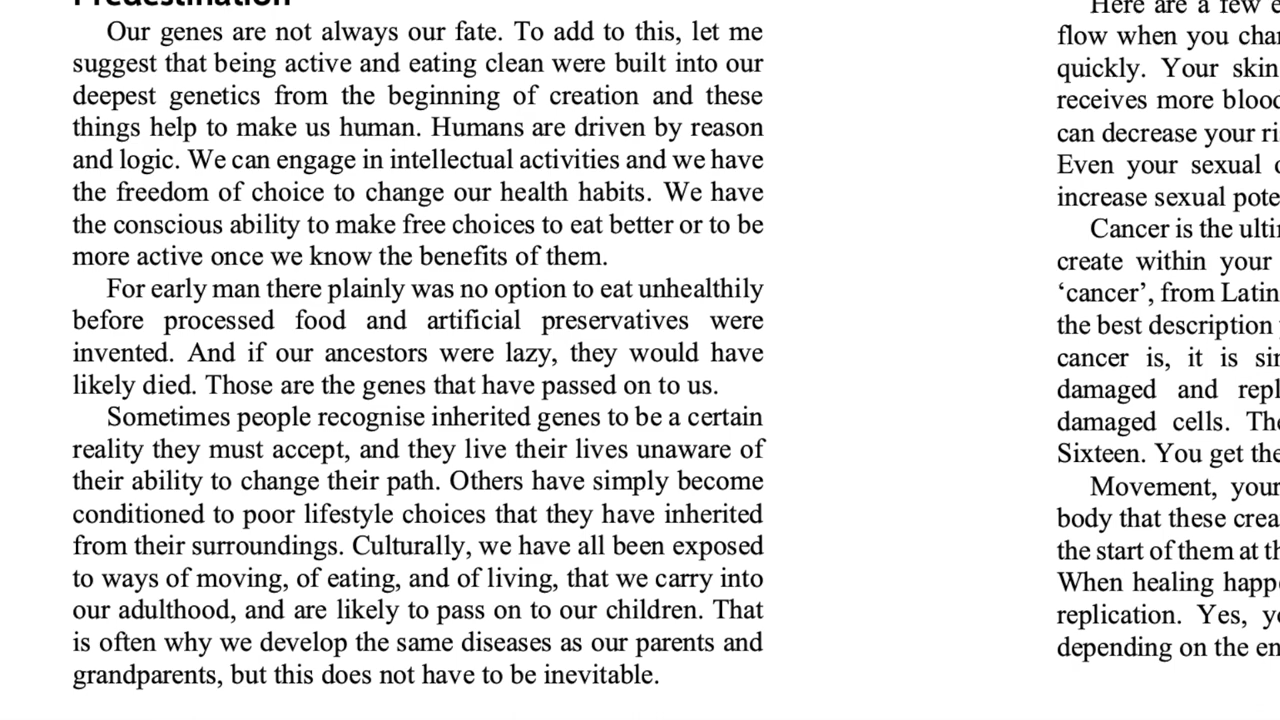 Predestination
Our genes are not always our fate. To add to this, let me
suggest that being active and eating clean were built into our
deepest genetics from the beginning of creation and these
things help to make us human. Humans are driven by reason
and logic. We can engage in intellectual activities and we have
the freedom of choice to change our health habits. We have
the conscious ability to make free choices to eat better or to be
more active once we know the benefits of them.
For early man there plainly was no option to eat unhealthily
before processed food and artificial preservatives were
invented. And if our ancestors were lazy, they would have
likely died. Those are the genes that have passed on to us.
Sometimes people recognise inherited genes to be a certain
reality they must accept, and they live their lives unaware of
their ability to change their path. Others have simply become
conditioned to poor lifestyle choices that they have inherited
from their surroundings. Culturally, we have all been exposed
to ways of moving, of eating, and of living, that we carry into
our adulthood, and are likely to pass on to our children. That
is often why we develop the same diseases as our parents and
grandparents, but this does not have to be inevitable.
Here are a few
flow when you
quickly. Your skin
receives more
can decrease your
Even your sexual
increase sexual
Cancer is the
create within your
‘cancer’, from Latin
the best description
cancer is, it is
damaged and
damaged cells.
Sixteen. You get
Movement, your
body that these
the start of them at
When healing
replication. Yes,
depending on the